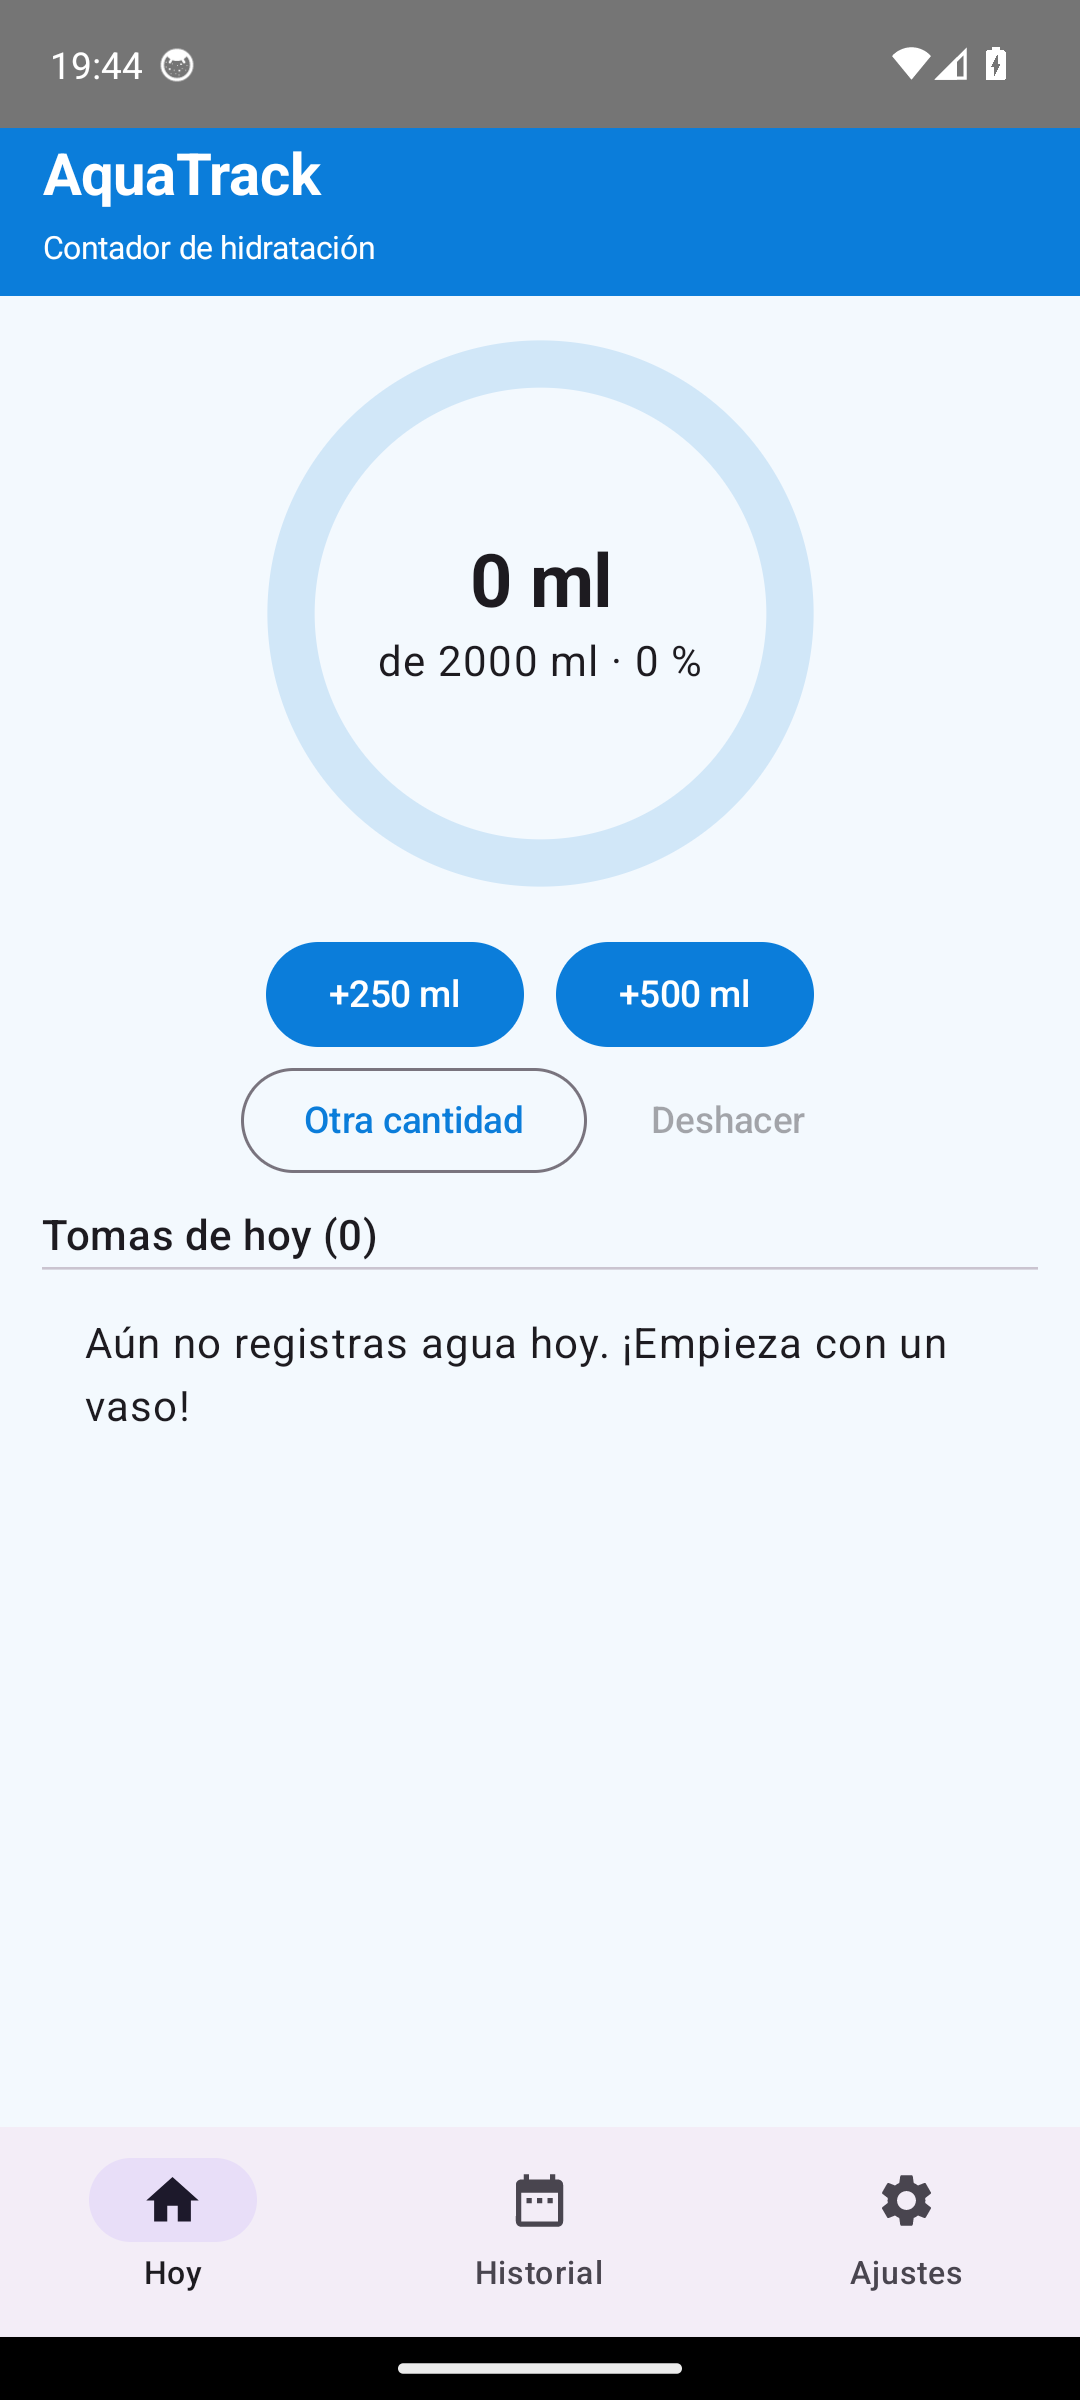 19:44
AquaTrack
Contador de hidratación
0 ml
de 2000 ml · 0 %
+250 ml
+500 ml
Otra cantidad
Deshacer
Tomas de hoy (0)
Aún no registras agua hoy. ¡Empieza con un
vaso!
Hoy
Historial
Ajustes